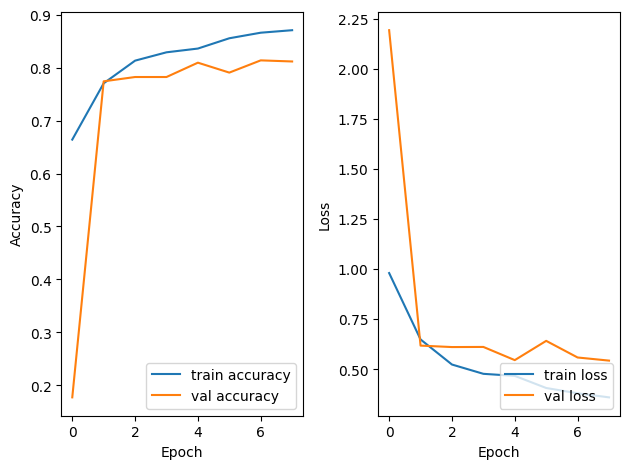 0.9
0.8
0.7
0.6
0.5
0.4
0.3
0.2
Accuracy
train accuracy
val accuracy
0 2 4 6
Epoch
2.25
2.00
1.75
1.50
1.25
1.00
0.75
0.50
Loss
train loss
val loss
0 2 4 6
Epoch